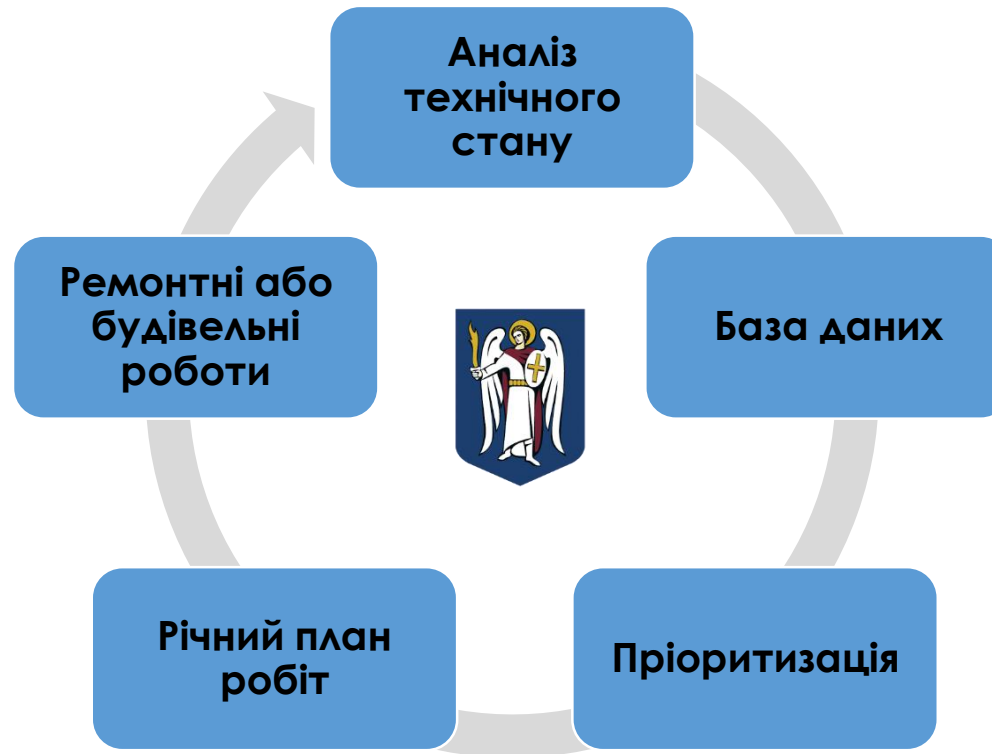 Аналіз
технічного
стану
База даних
Пріоритизація
Річний план
робіт
Ремонтні або
будівельні
роботи